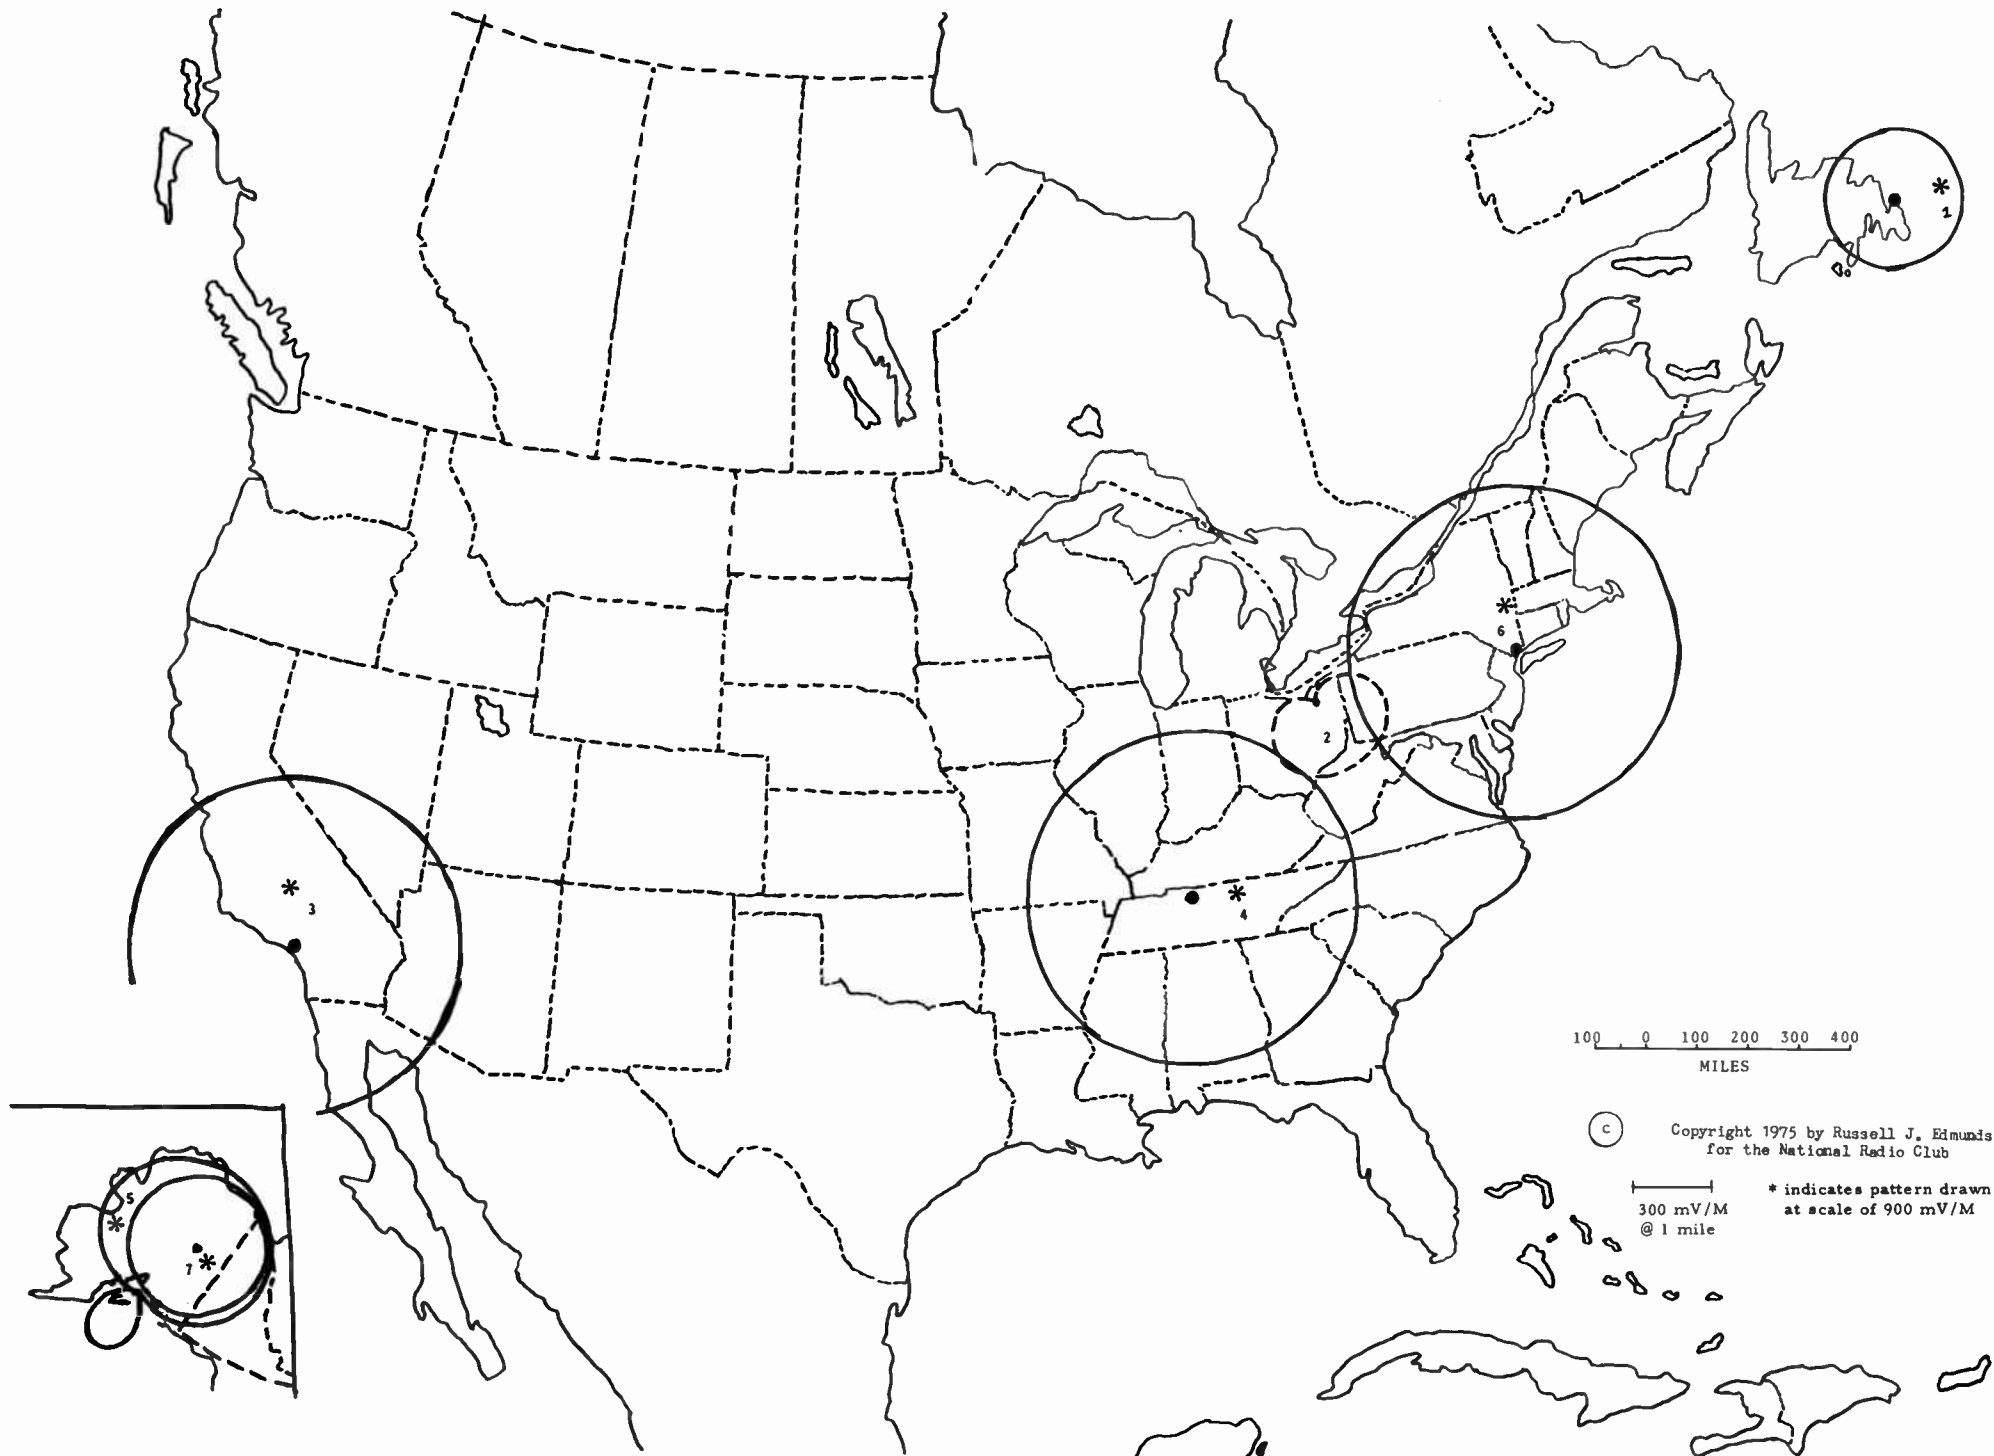 *
1
*
6
2
*
3
*
4
100 0 100 200 300 400
MILES
C Copyright 1975 by Russell J. Edmunds
for the National Radio Club
300 mV/M
@ 1 mile
* indicates pattern drawn
at scale of 900 mV/M
5
*
7 *